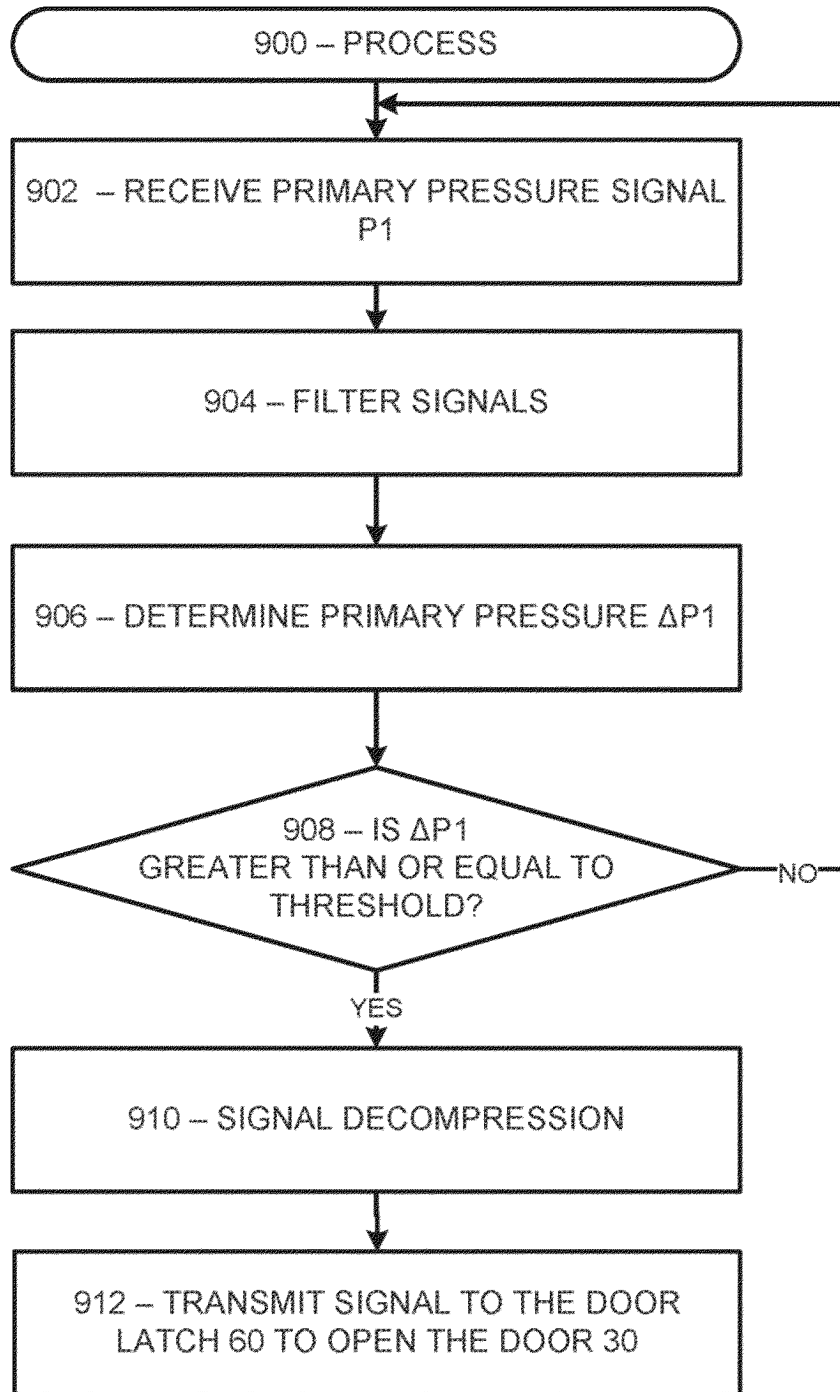 900 – PROCESS
902 – RECEIVE PRIMARY PRESSURE SIGNAL
P1
904 – FILTER SIGNALS
906 – DETERMINE PRIMARY PRESSURE ΔP1
908 – IS ΔP1
GREATER THAN OR EQUAL TO
THRESHOLD?
NO
YES
910 – SIGNAL DECOMPRESSION
912 – TRANSMIT SIGNAL TO THE DOOR
LATCH 60 TO OPEN THE DOOR 30